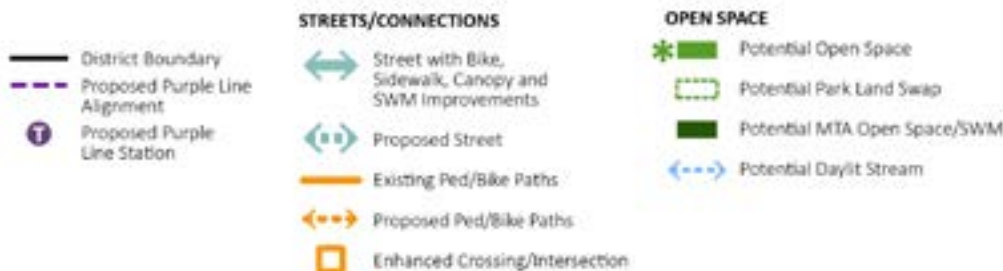 District Boundary
Proposed Purple Line
Alignment
T
Proposed Purple
Line Station
STREETS/CONNECTIONS
Street with Bike,
Sidewalk, Canopy and
SWM Improvements
Proposed Street
Existing Ped/Bike Paths
Proposed Ped/Bike Paths
Enhanced Crossing/Intersection
OPEN SPACE
Potential Open Space
Potential Park Land Swap
Potential MTA Open Space/SWM
Potential Daylit Stream